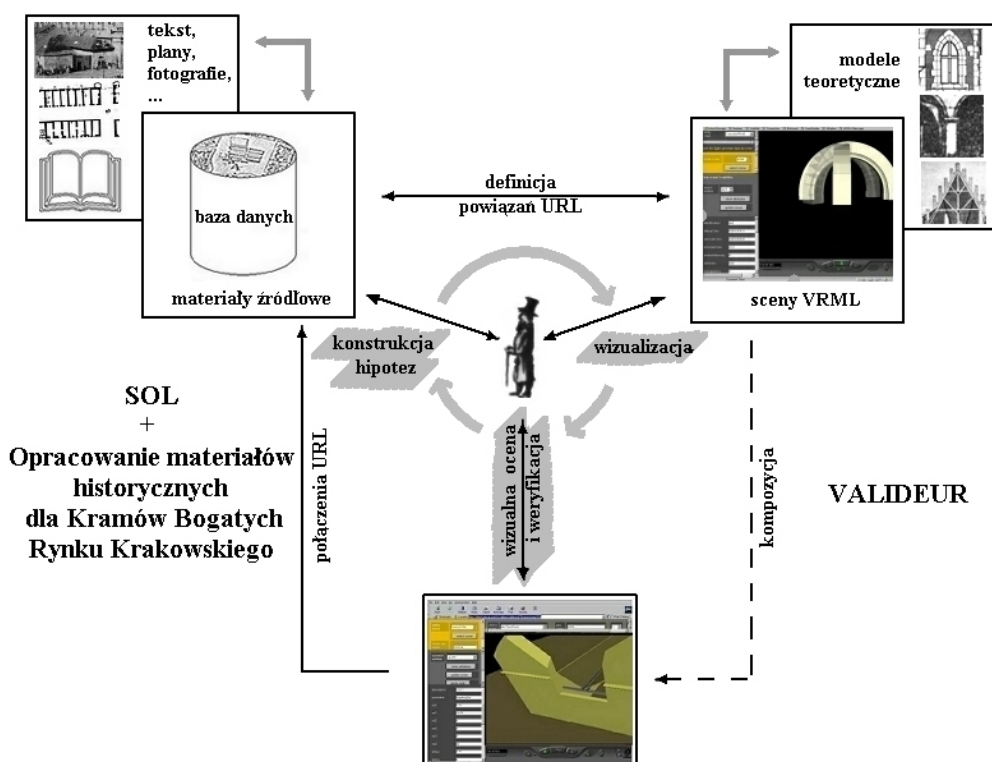 tekst,
plany,
fotografie,
...
baza danych
materiały źródłowe
definicja
powiązań URL
modele
teoretyczne
sceny VRML
konstrukcja
hipotez
wizualizacja
SOL
+
Opracowanie materiałów
historycznych
dla Kramów Bogatych
Rynku Krakowskiego
połączenia URL
wizualna ocena
i weryfikacja
kompozycja
VALIDEUR